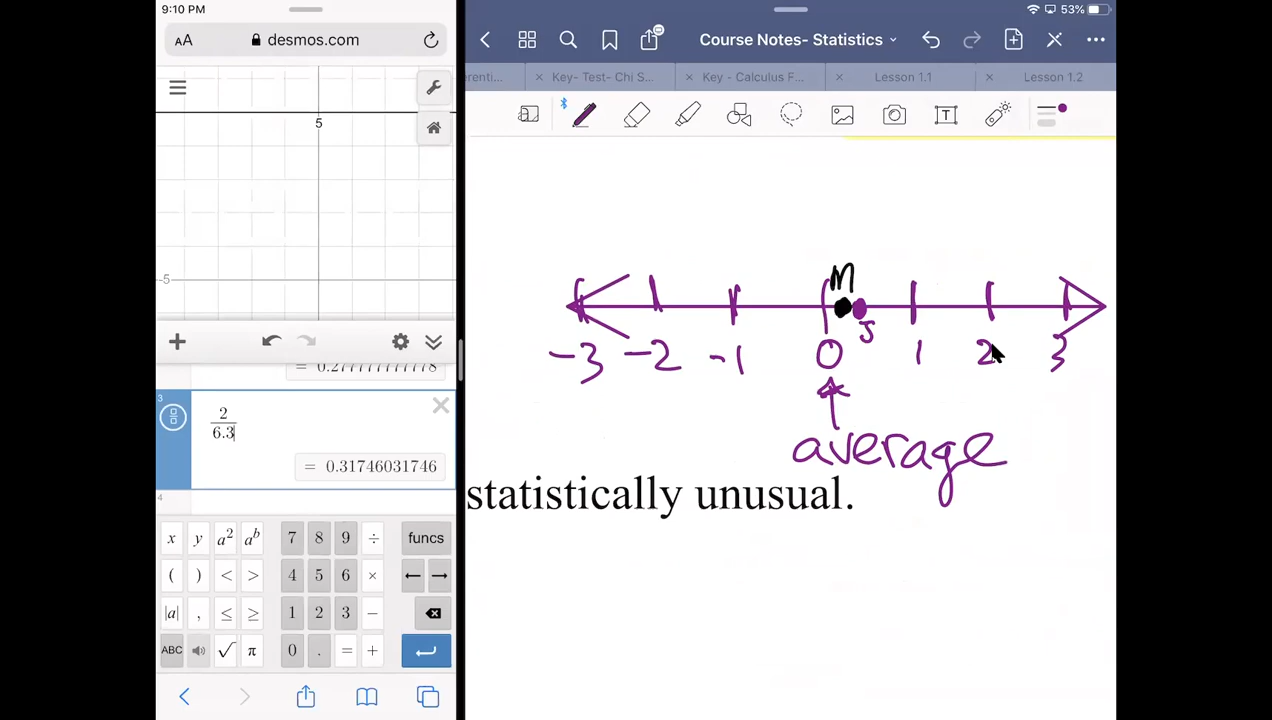 9:10 PM
53%
AA desmos.com
Course Notes- Statistics
Key- Test- Chi S...
Key - Calculus F...
Lesson 1.1
Lesson 1.2
T
5
-5
3
2
6.3
= 0.31746031746
4
x y a² aᵇ 7 8 9 ÷ funcs
( ) < > 4 5 6 × ← →
|a| , ≤ ≥ 1 2 3 −
ABC √ π 0 . = +
M
J
-3 -2 -1 0 1 2 3
average
statistically unusual.